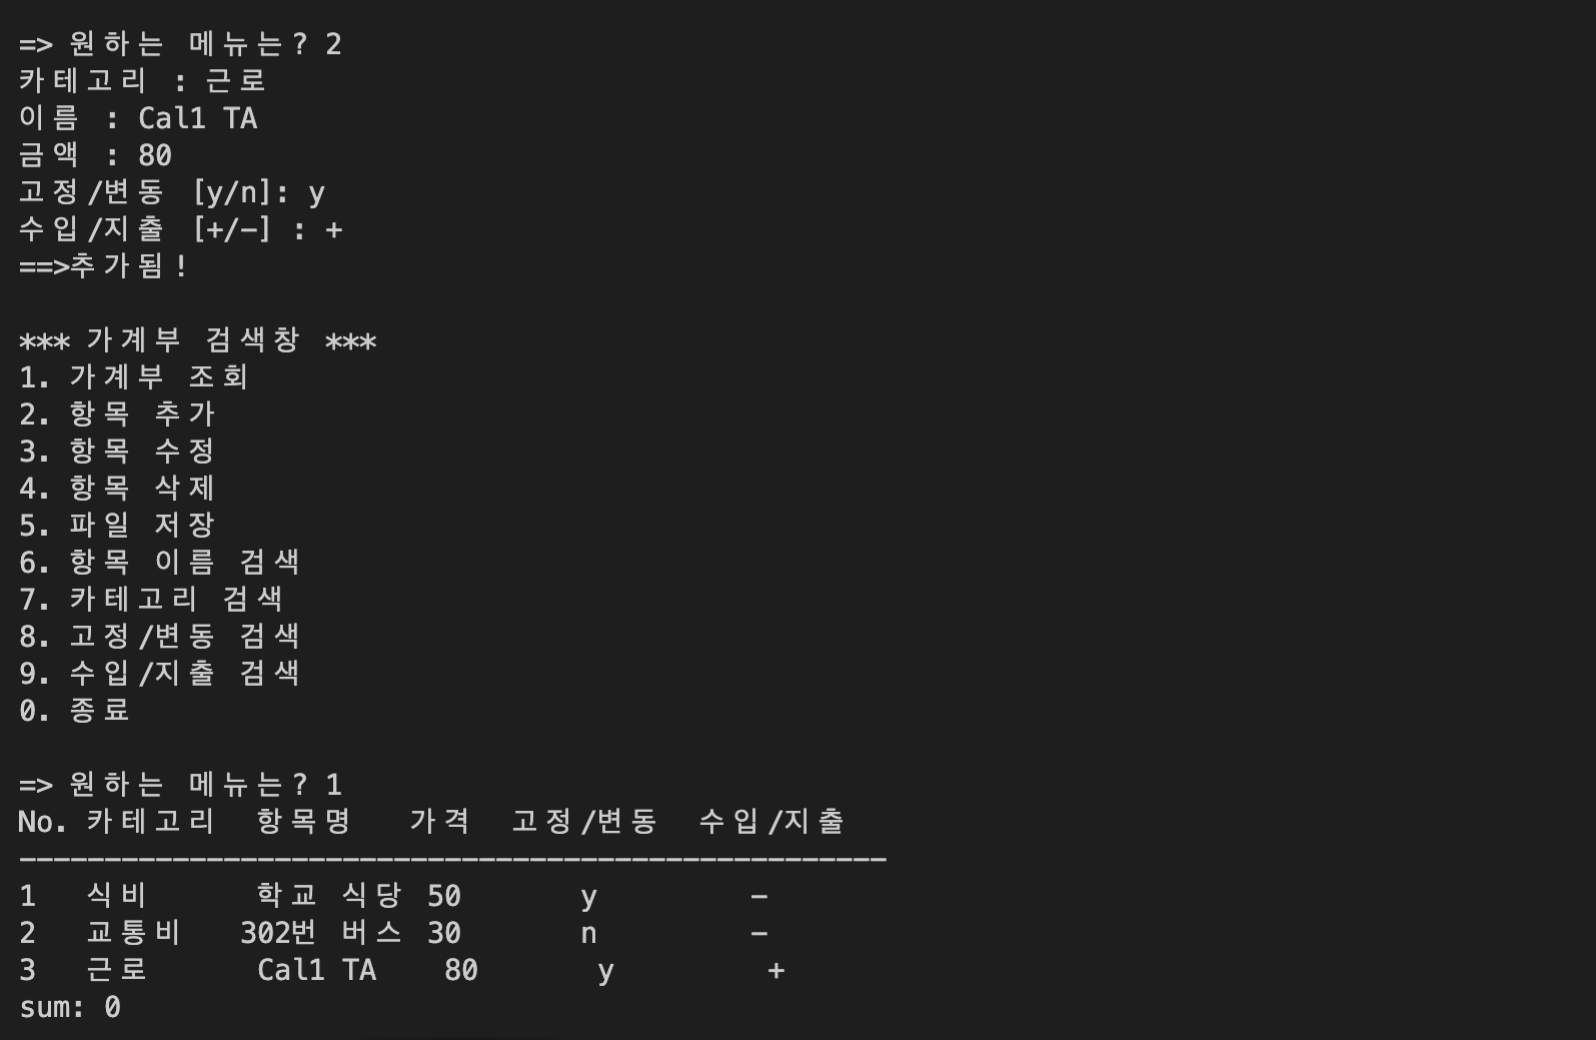 => 원하는 메뉴는? 2
카테고리 : 근로
이름 : Cal1 TA
금액 : 80
고정/변동 [y/n]: y
수입/지출 [+/-] : +
==>추가됨!
*** 가계부 검색창 ***
1. 가계부 조회
2. 항목 추가
3. 항목 수정
4. 항목 삭제
5. 파일 저장
6. 항목 이름 검색
7. 카테고리 검색
8. 고정/변동 검색
9. 수입/지출 검색
0. 종료
=> 원하는 메뉴는? 1
No. 카테고리 항목명 가격 고정/변동 수입/지출
---------------------------------------------------
1 식비 학교 식당 50 y -
2 교통비 302번 버스 30 n -
3 근로 Cal1 TA 80 y +
sum: 0